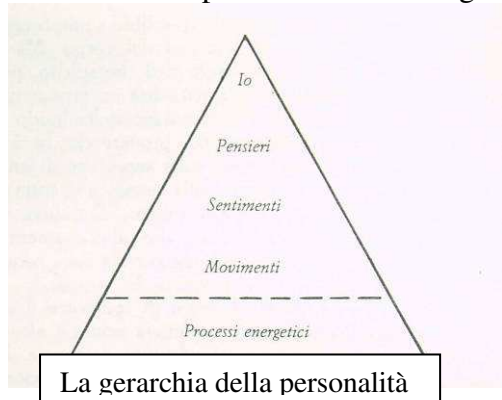 Io
Pensieri
Sentimenti
Movimenti
Processi energetici
La gerarchia della personalità